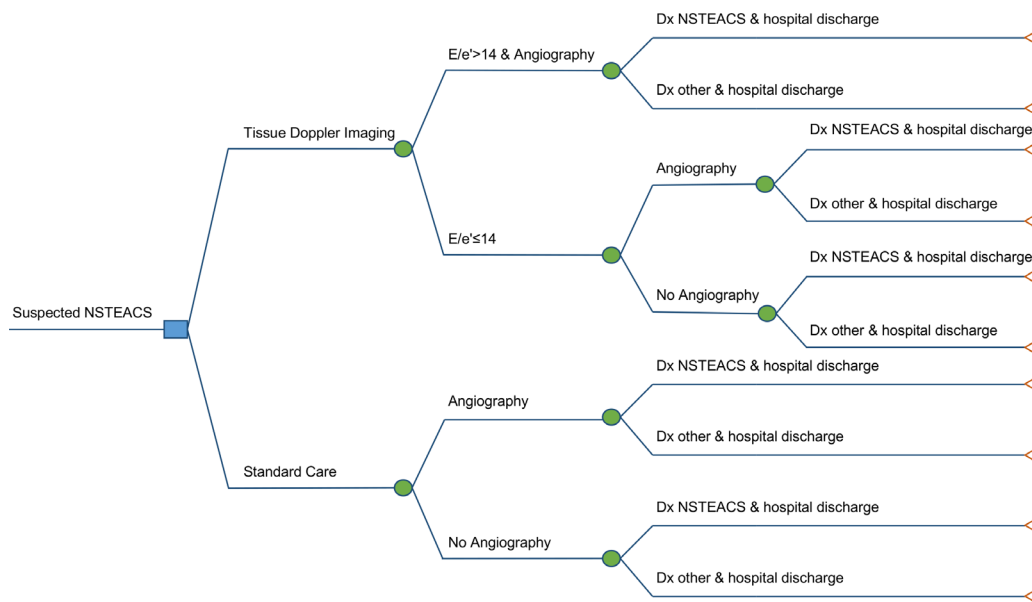 Dx NSTEACS & hospital discharge
E/e'>14 & Angiography
Dx other & hospital discharge
Tissue Doppler Imaging
Dx NSTEACS & hospital discharge
Angiography
Dx other & hospital discharge
E/e'≤14
Dx NSTEACS & hospital discharge
No Angiography
Suspected NSTEACS
Dx other & hospital discharge
Dx NSTEACS & hospital discharge
Angiography
Dx other & hospital discharge
Standard Care
Dx NSTEACS & hospital discharge
No Angiography
Dx other & hospital discharge